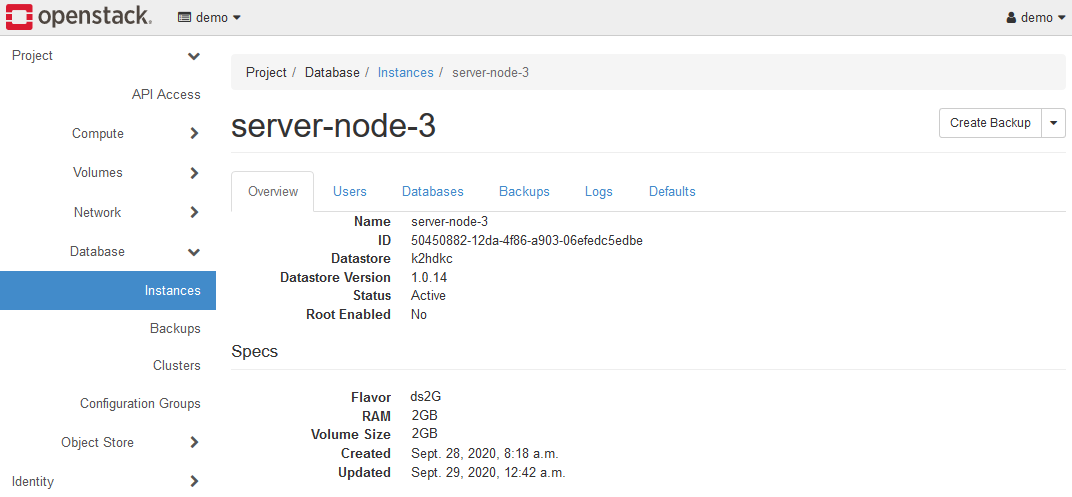 openstack. demo demo
Project
API Access
Compute
Volumes
Network
Database
Instances
Backups
Clusters
Configuration Groups
Object Store
Identity
Project / Database / Instances / server-node-3
server-node-3 Create Backup
Overview Users Databases Backups Logs Defaults
Name server-node-3
ID 50450882-12da-4f86-a903-06efedc5edbe
Datastore k2hdkc
Datastore Version 1.0.14
Status Active
Root Enabled No
Specs
Flavor ds2G
RAM 2GB
Volume Size 2GB
Created Sept. 28, 2020, 8:18 a.m.
Updated Sept. 29, 2020, 12:42 a.m.